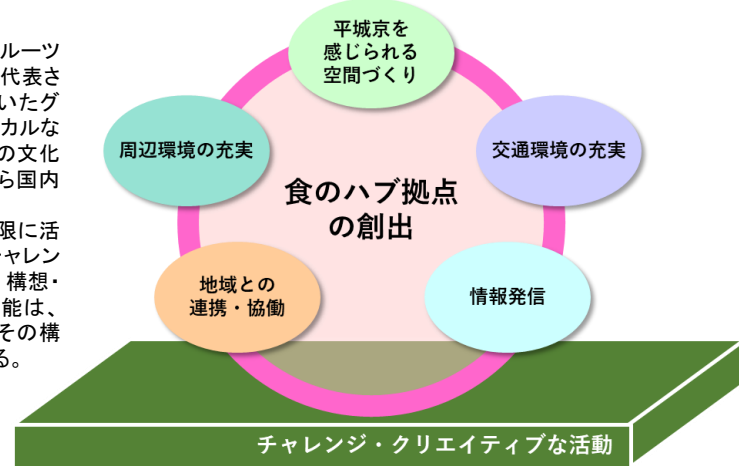 ルーツ
代表さ
いたグ
カルな
の文化
ら国内
限に活
チャレン
構想・
能は、
その構
る。
平城京を
感じられる
空間づくり
周辺環境の充実
交通環境の充実
食のハブ拠点
の創出
地域との
連携・協働
情報発信
チャレンジ・クリエイティブな活動